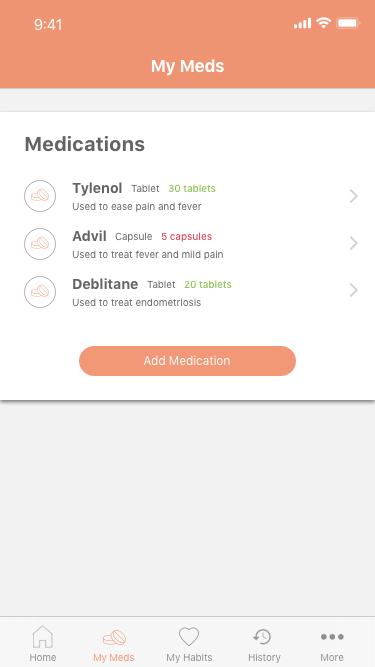 9:41
My Meds
Medications
Tylenol Tablet 30 tablets
Used to ease pain and fever
Advil Capsule 5 capsules
Used to treat fever and mild pain
Deblitane Tablet 20 tablets
Used to treat endometriosis
Add Medication
Home My Meds My Habits History More